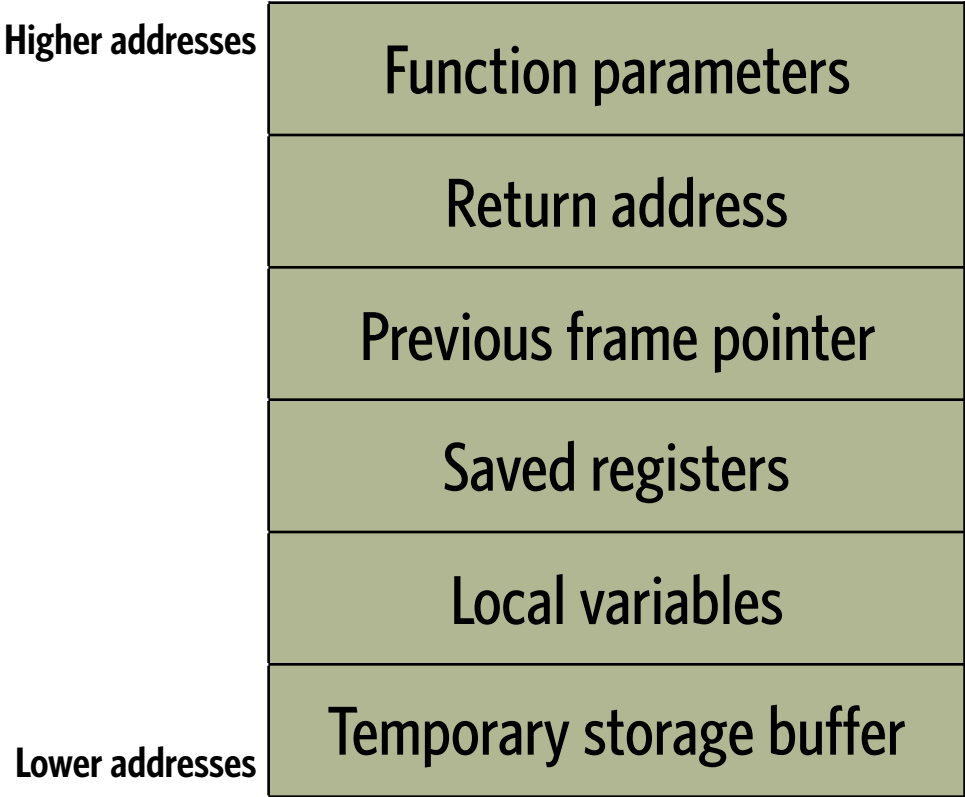 Higher addresses
Function parameters
Return address
Previous frame pointer
Saved registers
Local variables
Temporary storage buffer
Lower addresses